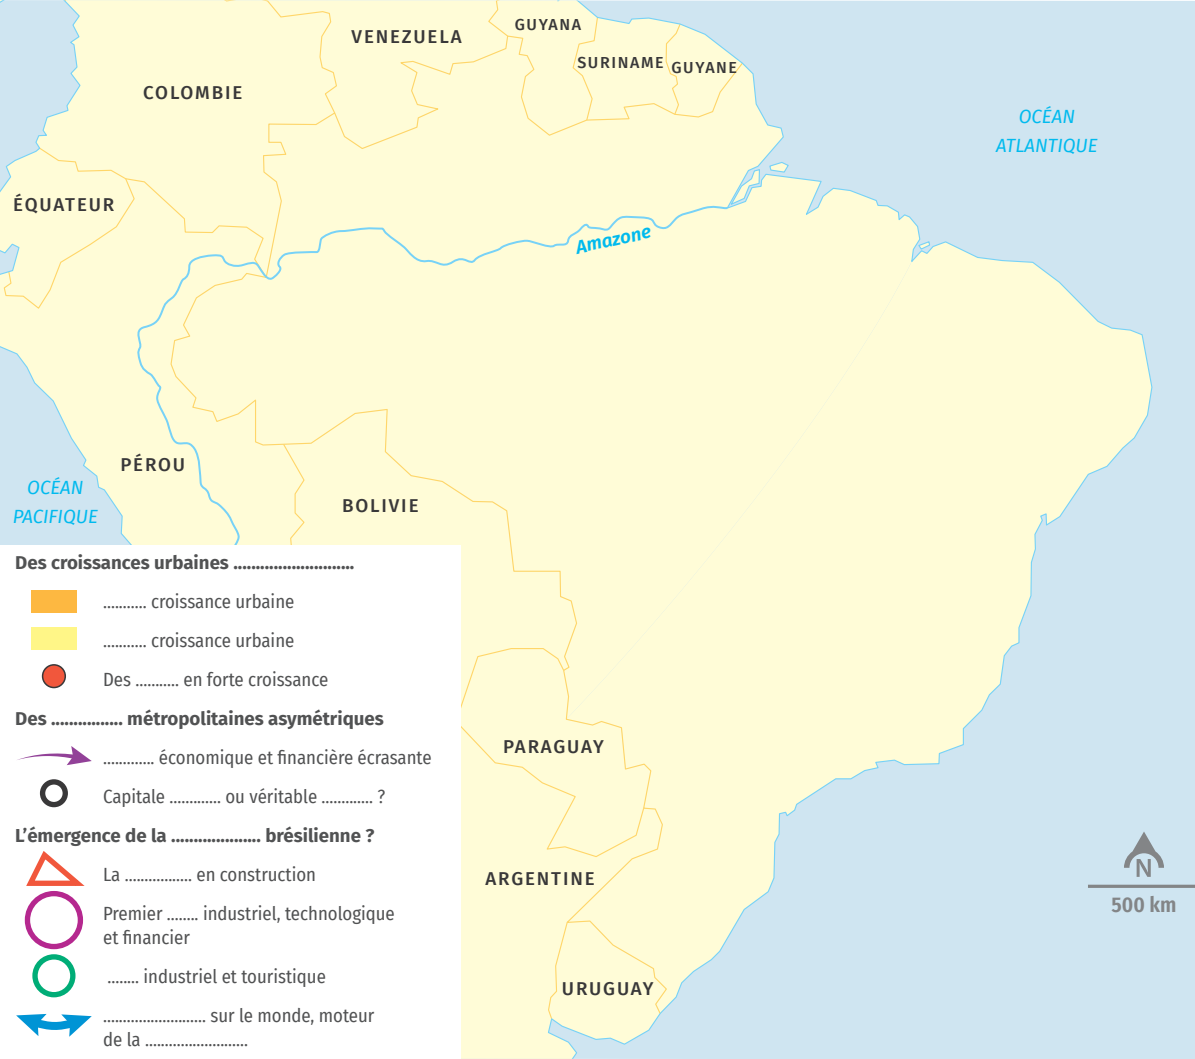 VENEZUELA
GUYANA
SURINAME
GUYANE
COLOMBIE
OCÉAN
ATLANTIQUE
ÉQUATEUR
Amazone
PÉROU
OCÉAN
PACIFIQUE
BOLIVIE
PARAGUAY
ARGENTINE
URUGUAY
N
500 km
Des croissances urbaines ...........................
........... croissance urbaine
........... croissance urbaine
Des ........... en forte croissance
Des ................ métropolitaines asymétriques
............. économique et financière écrasante
Capitale ............. ou véritable ............. ?
L'émergence de la .................... brésilienne ?
La ................. en construction
Premier ........ industriel, technologique
et financier
........ industriel et touristique
.......................... sur le monde, moteur
de la ..........................